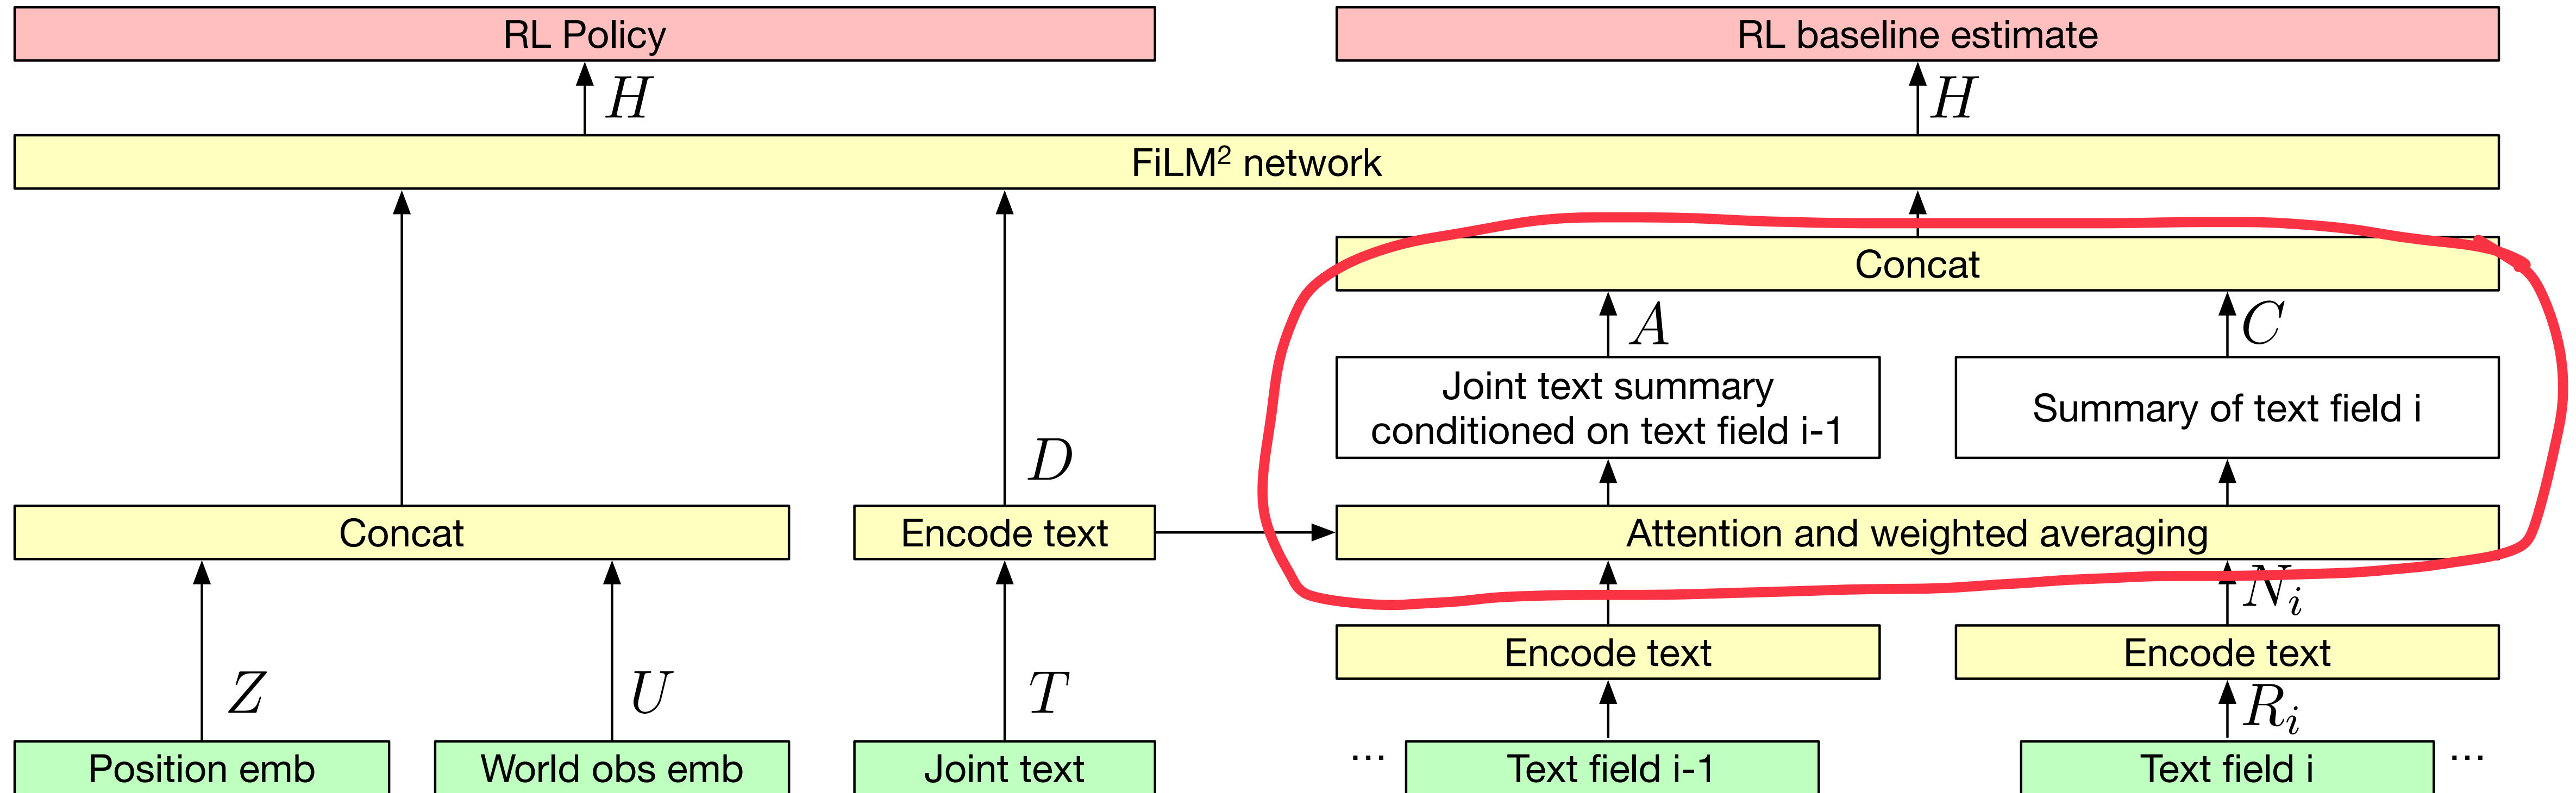 RL Policy
RL baseline estimate
H
H
FiLM² network
Concat
A
C
Joint text summary
conditioned on text field i-1
Summary of text field i
D
Concat
Encode text
Attention and weighted averaging
N_i
Encode text
Encode text
Z
U
T
R_i
Position emb
World obs emb
Joint text
...
Text field i-1
Text field i
...